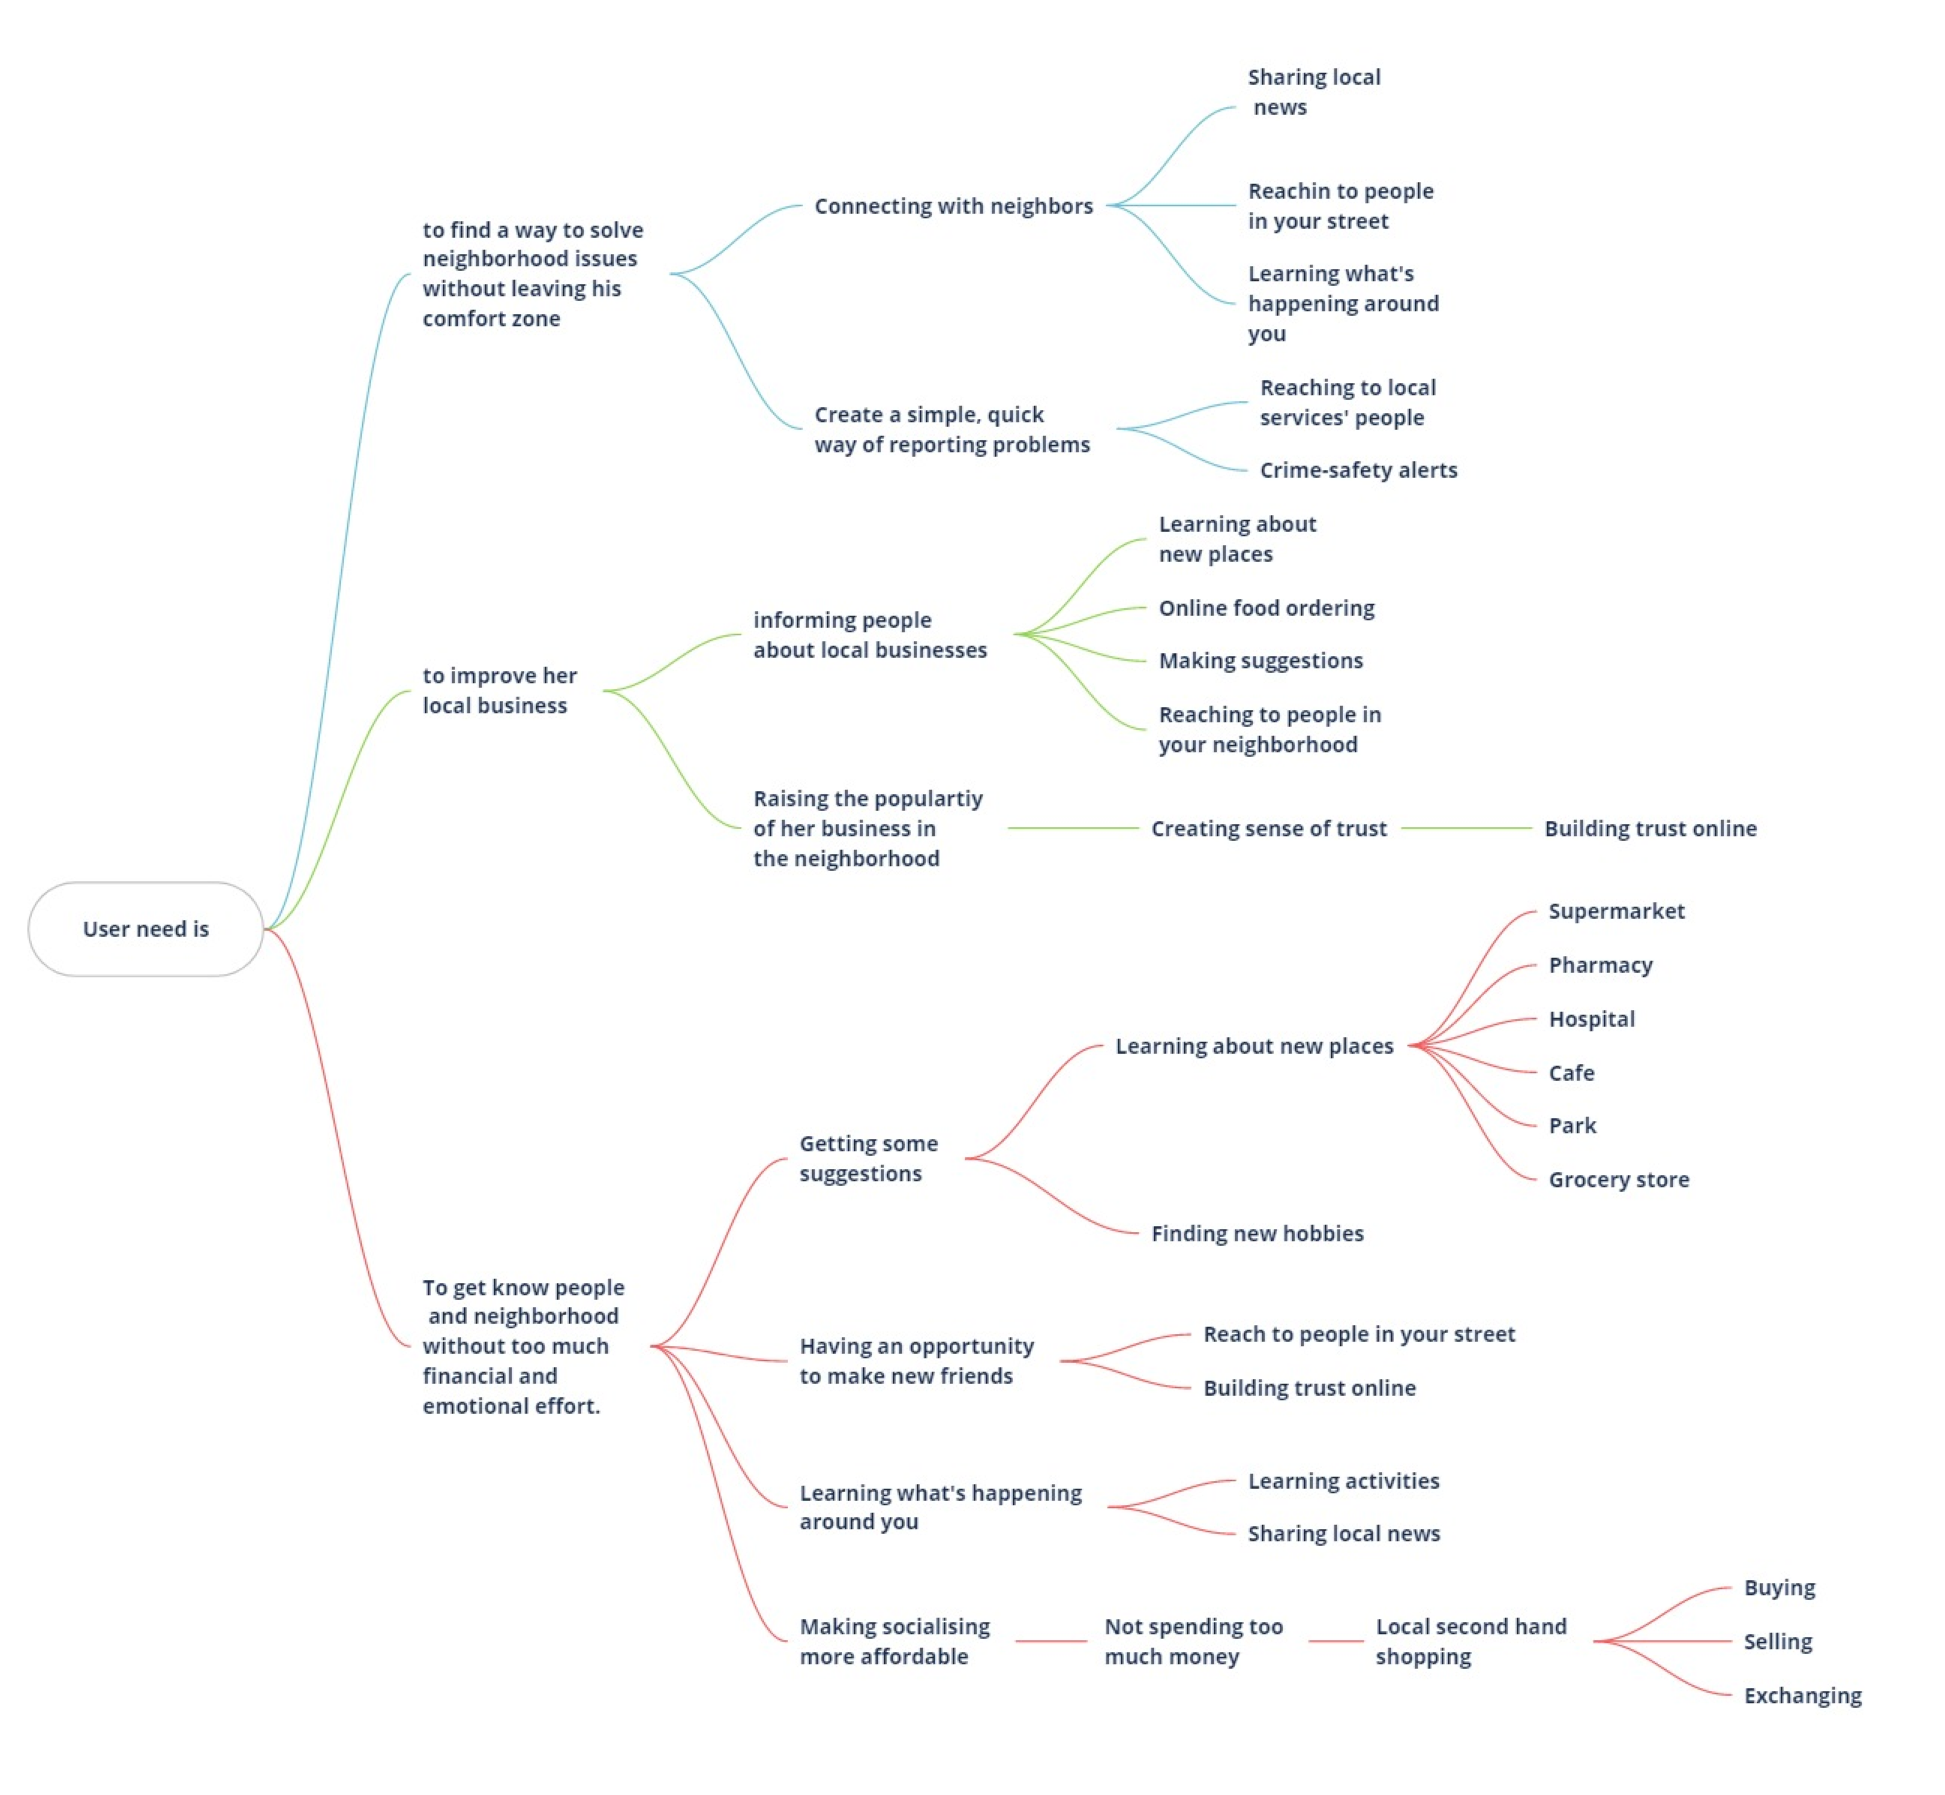 Sharing local
news
Reachin to people
in your street
Learning what's
happening around
you
Connecting with neighbors
to find a way to solve
neighborhood issues
without leaving his
comfort zone
Create a simple, quick
way of reporting problems
Reaching to local
services' people
Crime-safety alerts
Learning about
new places
Online food ordering
Making suggestions
Reaching to people in
your neighborhood
informing people
about local businesses
to improve her
local business
Raising the populartiy
of her business in
the neighborhood
Creating sense of trust
Building trust online
User need is
Supermarket
Pharmacy
Hospital
Cafe
Park
Grocery store
Learning about new places
Getting some
suggestions
Finding new hobbies
To get know people
and neighborhood
without too much
financial and
emotional effort.
Having an opportunity
to make new friends
Reach to people in your street
Building trust online
Learning what's happening
around you
Learning activities
Sharing local news
Making socialising
more affordable
Not spending too
much money
Local second hand
shopping
Buying
Selling
Exchanging